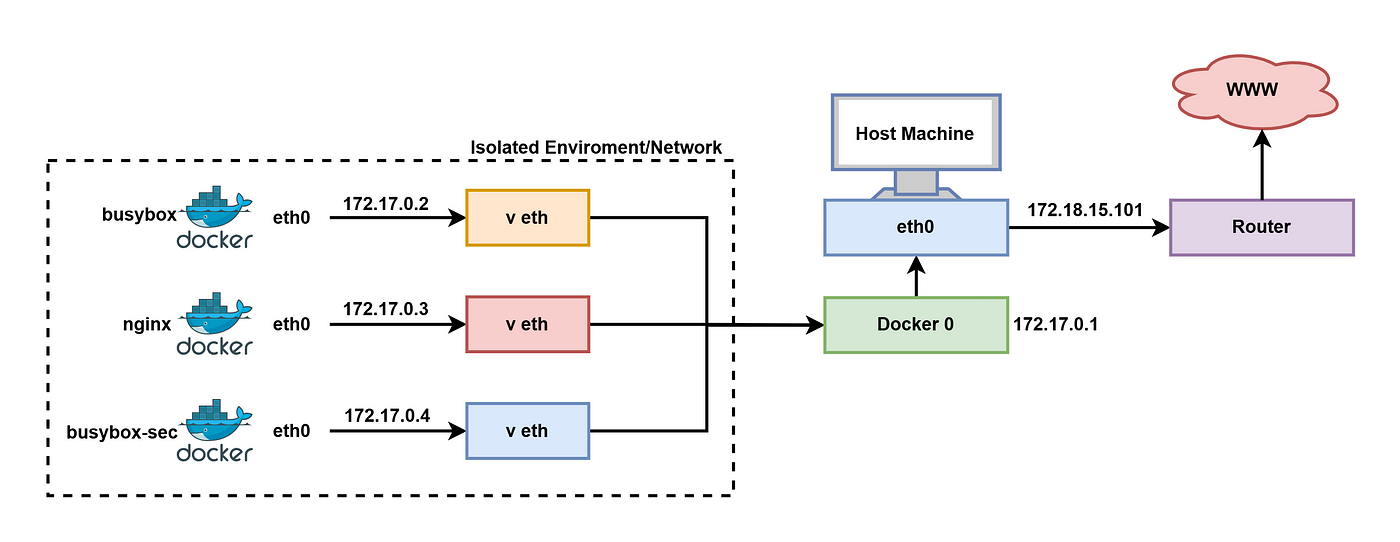 WWW
Host Machine
Isolated Enviroment/Network
busybox
docker
eth0
172.17.0.2
v eth
eth0
172.18.15.101
Router
nginx
docker
eth0
172.17.0.3
v eth
Docker 0
172.17.0.1
busybox-sec
docker
eth0
172.17.0.4
v eth